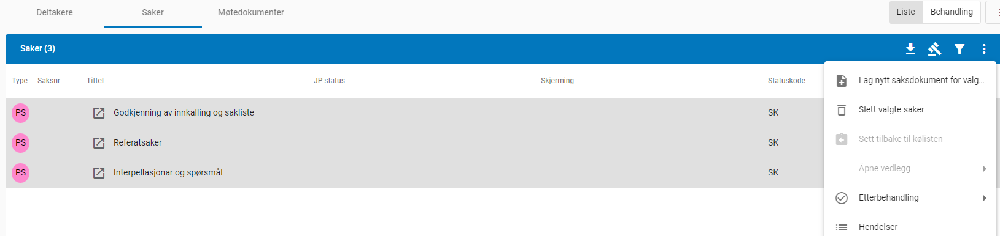 Deltakere Saker Møtedokumenter Liste Behandling
Saker (3)
Type Saksnr Tittel JP status Skjerming Statuskode
PS Godkjenning av innkalling og sakliste SK
PS Referatsaker SK
PS Interpellasjonar og spørsmål SK
Lag nytt saksdokument for valg...
Slett valgte saker
Sett tilbake til kølisten
Åpne vedlegg
Etterbehandling
Hendelser